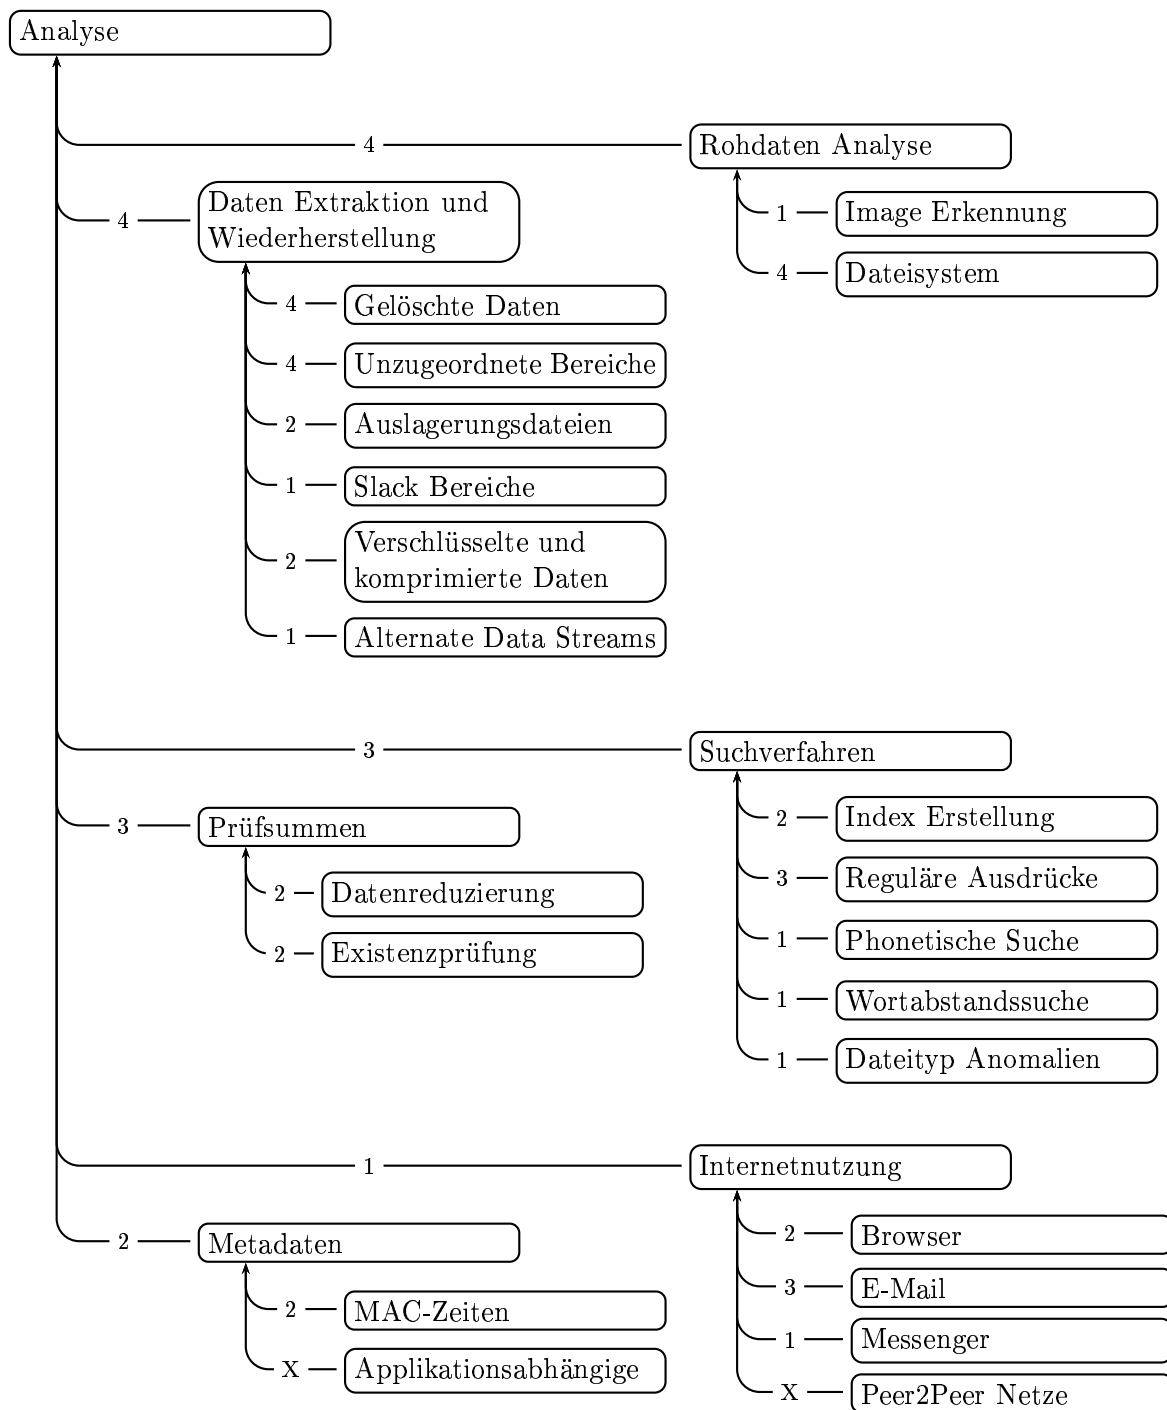 Analyse
4
Rohdaten Analyse
1
Image Erkennung
4
Dateisystem
4
Daten Extraktion und
Wiederherstellung
4
Gelöschte Daten
4
Unzugeordnete Bereiche
2
Auslagerungsdateien
1
Slack Bereiche
2
Verschlüsselte und
komprimierte Daten
1
Alternate Data Streams
3
Suchverfahren
2
Index Erstellung
3
Reguläre Ausdrücke
1
Phonetische Suche
1
Wortabstandssuche
1
Dateityp Anomalien
3
Prüfsummen
2
Datenreduzierung
2
Existenzprüfung
1
Internetnutzung
2
Browser
3
E-Mail
1
Messenger
X
Peer2Peer Netze
2
Metadaten
2
MAC-Zeiten
X
Applikationsabhängige